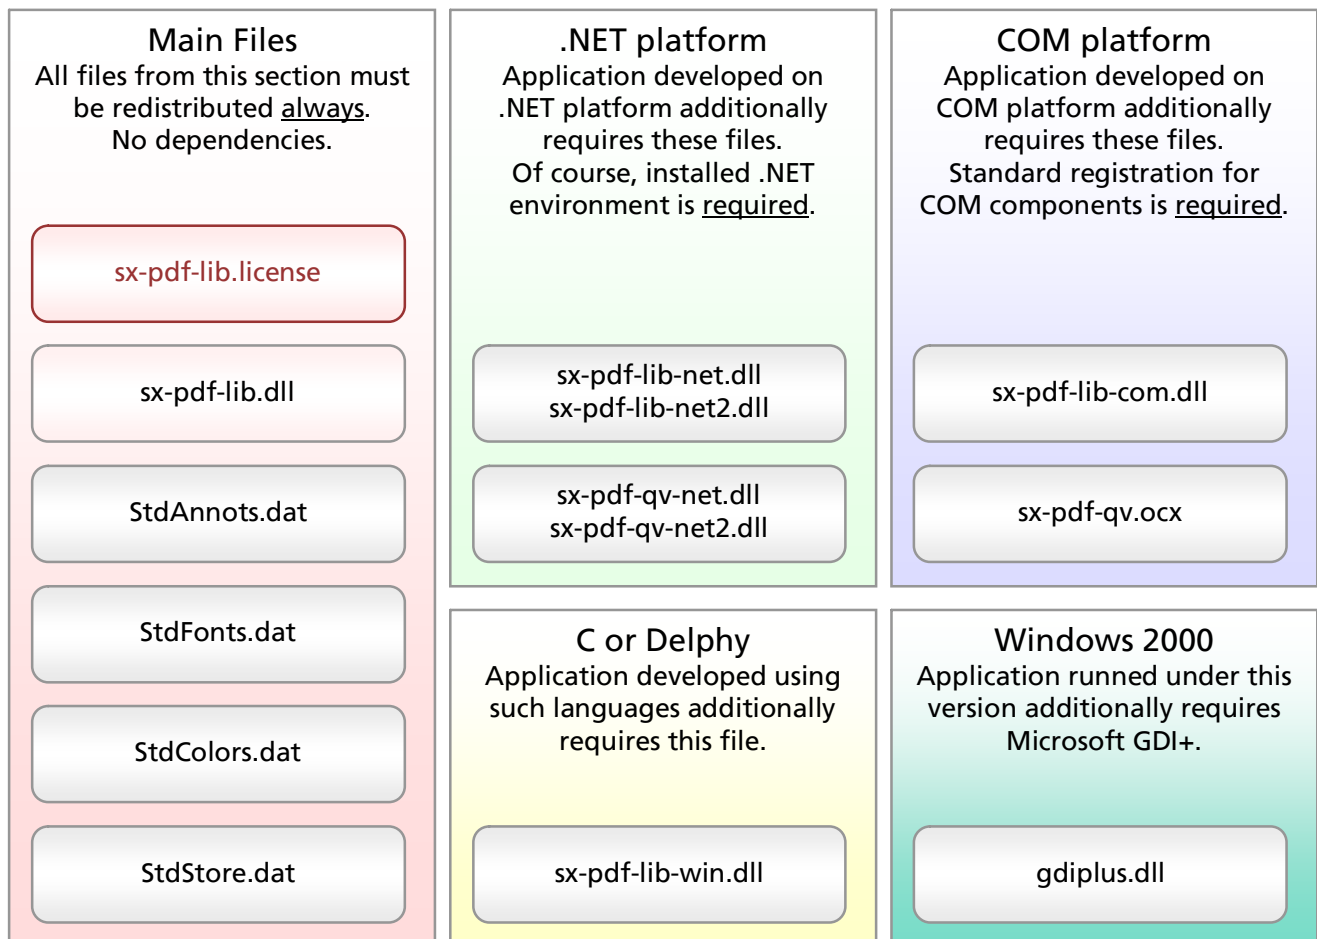 Main Files
All files from this section must
be redistributed always.
No dependencies.
sx-pdf-lib.license
sx-pdf-lib.dll
StdAnnots.dat
StdFonts.dat
StdColors.dat
StdStore.dat
.NET platform
Application developed on
.NET platform additionally
requires these files.
Of course, installed .NET
environment is required.
sx-pdf-lib-net.dll
sx-pdf-lib-net2.dll
sx-pdf-qv-net.dll
sx-pdf-qv-net2.dll
COM platform
Application developed on
COM platform additionally
requires these files.
Standard registration for
COM components is required.
sx-pdf-lib-com.dll
sx-pdf-qv.ocx
C or Delphy
Application developed using
such languages additionally
requires this file.
sx-pdf-lib-win.dll
Windows 2000
Application runned under this
version additionally requires
Microsoft GDI+.
gdiplus.dll